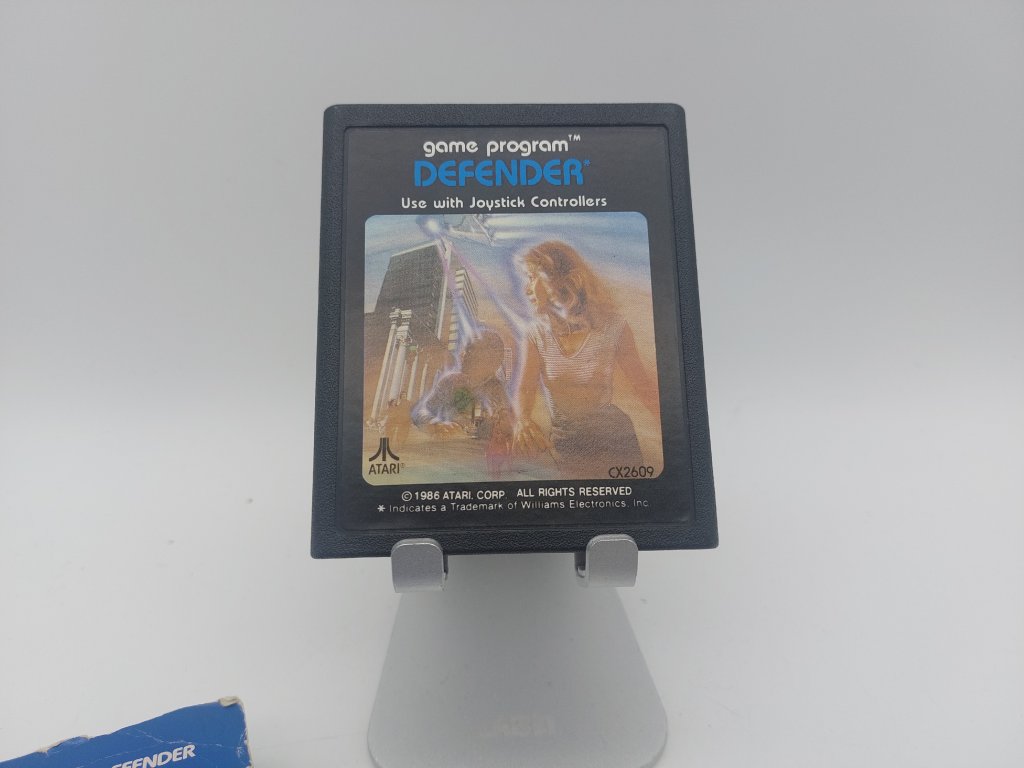 game program™
DEFENDER*
Use with Joystick Controllers
ATARI®
CX2609
© 1986 ATARI. CORP. ALL RIGHTS RESERVED
* Indicates a Trademark of Williams Electronics, Inc.
DEFENDER